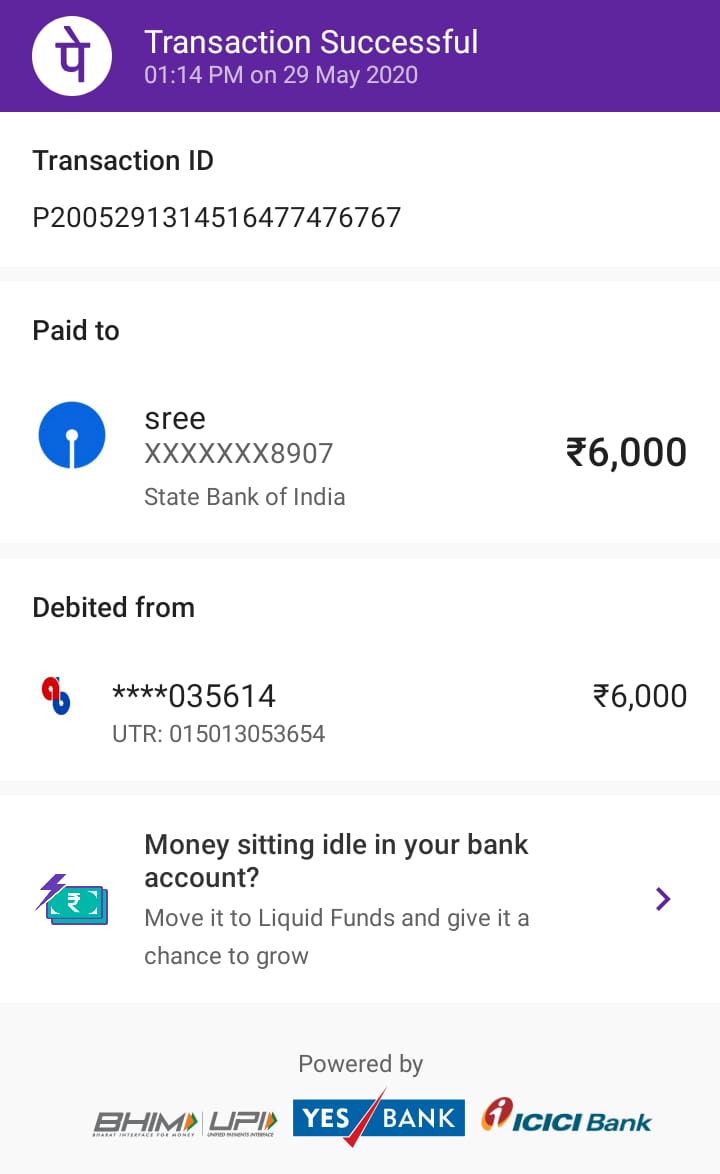 पे
Transaction Successful
01:14 PM on 29 May 2020
Transaction ID
P2005291314516477476767
Paid to
sree
XXXXXXX8907
₹6,000
State Bank of India
Debited from
****035614
₹6,000
UTR: 015013053654
Money sitting idle in your bank
account?
₹
Move it to Liquid Funds and give it a
chance to grow
Powered by
BHIM UPI YES BANK ICICI Bank
BHARAT INTERFACE FOR MONEY UNIFIED PAYMENTS INTERFACE